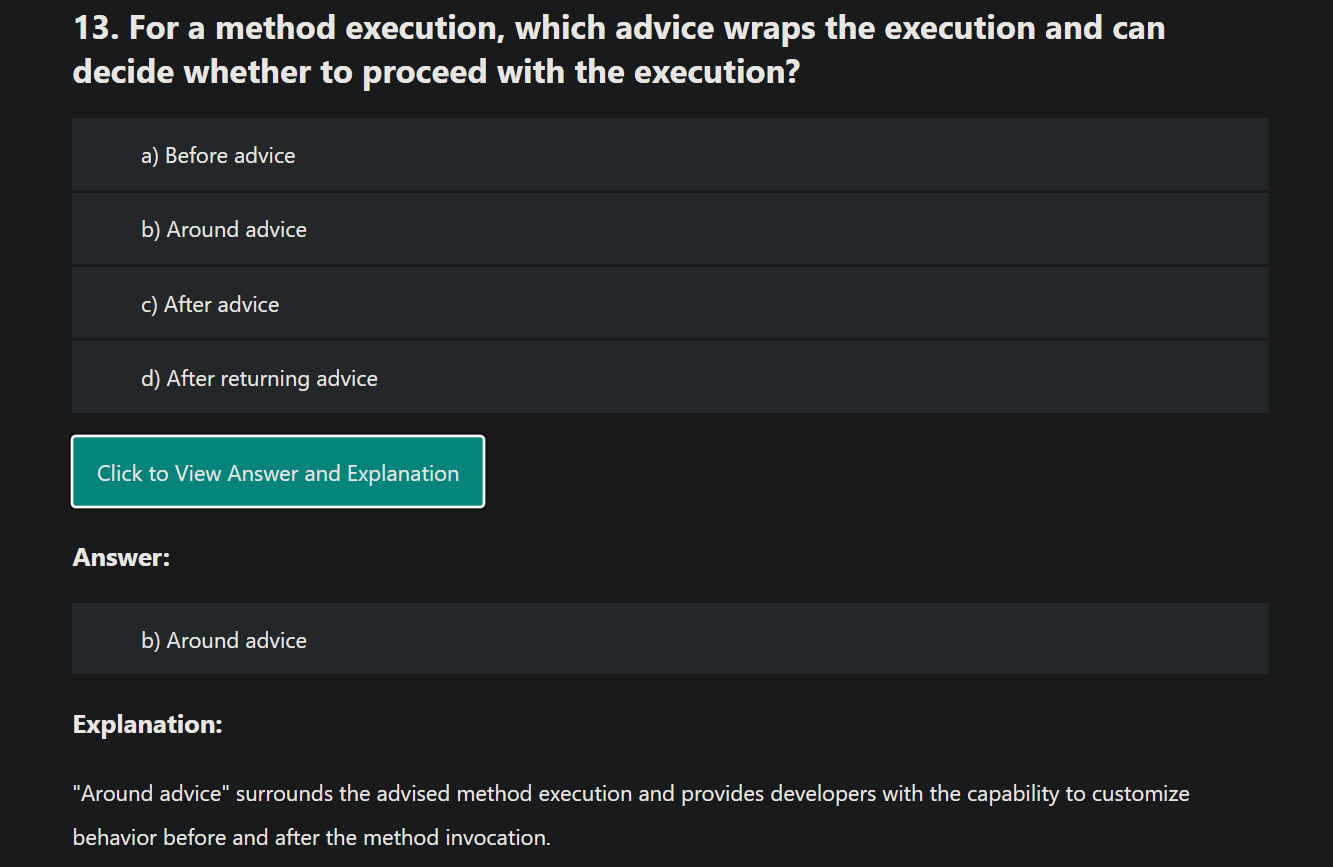 13. For a method execution, which advice wraps the execution and can
decide whether to proceed with the execution?
a) Before advice
b) Around advice
c) After advice
d) After returning advice
Click to View Answer and Explanation
Answer:
b) Around advice
Explanation:
"Around advice" surrounds the advised method execution and provides developers with the capability to customize
behavior before and after the method invocation.